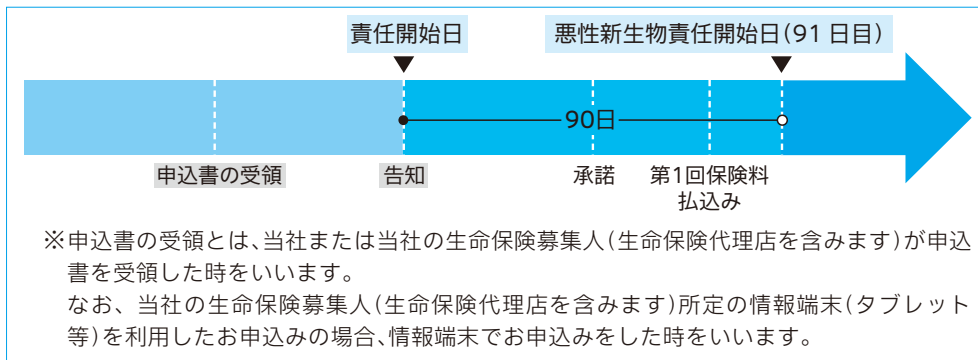 責任開始日
悪性新生物責任開始日(91日目)
90日
申込書の受領
告知
承諾
第1回保険料
払込み
※申込書の受領とは、当社または当社の生命保険募集人(生命保険代理店を含みます)が申込
書を受領した時をいいます。
なお、当社の生命保険募集人(生命保険代理店を含みます)所定の情報端末(タブレット
等)を利用したお申込みの場合、情報端末でお申込みをした時をいいます。